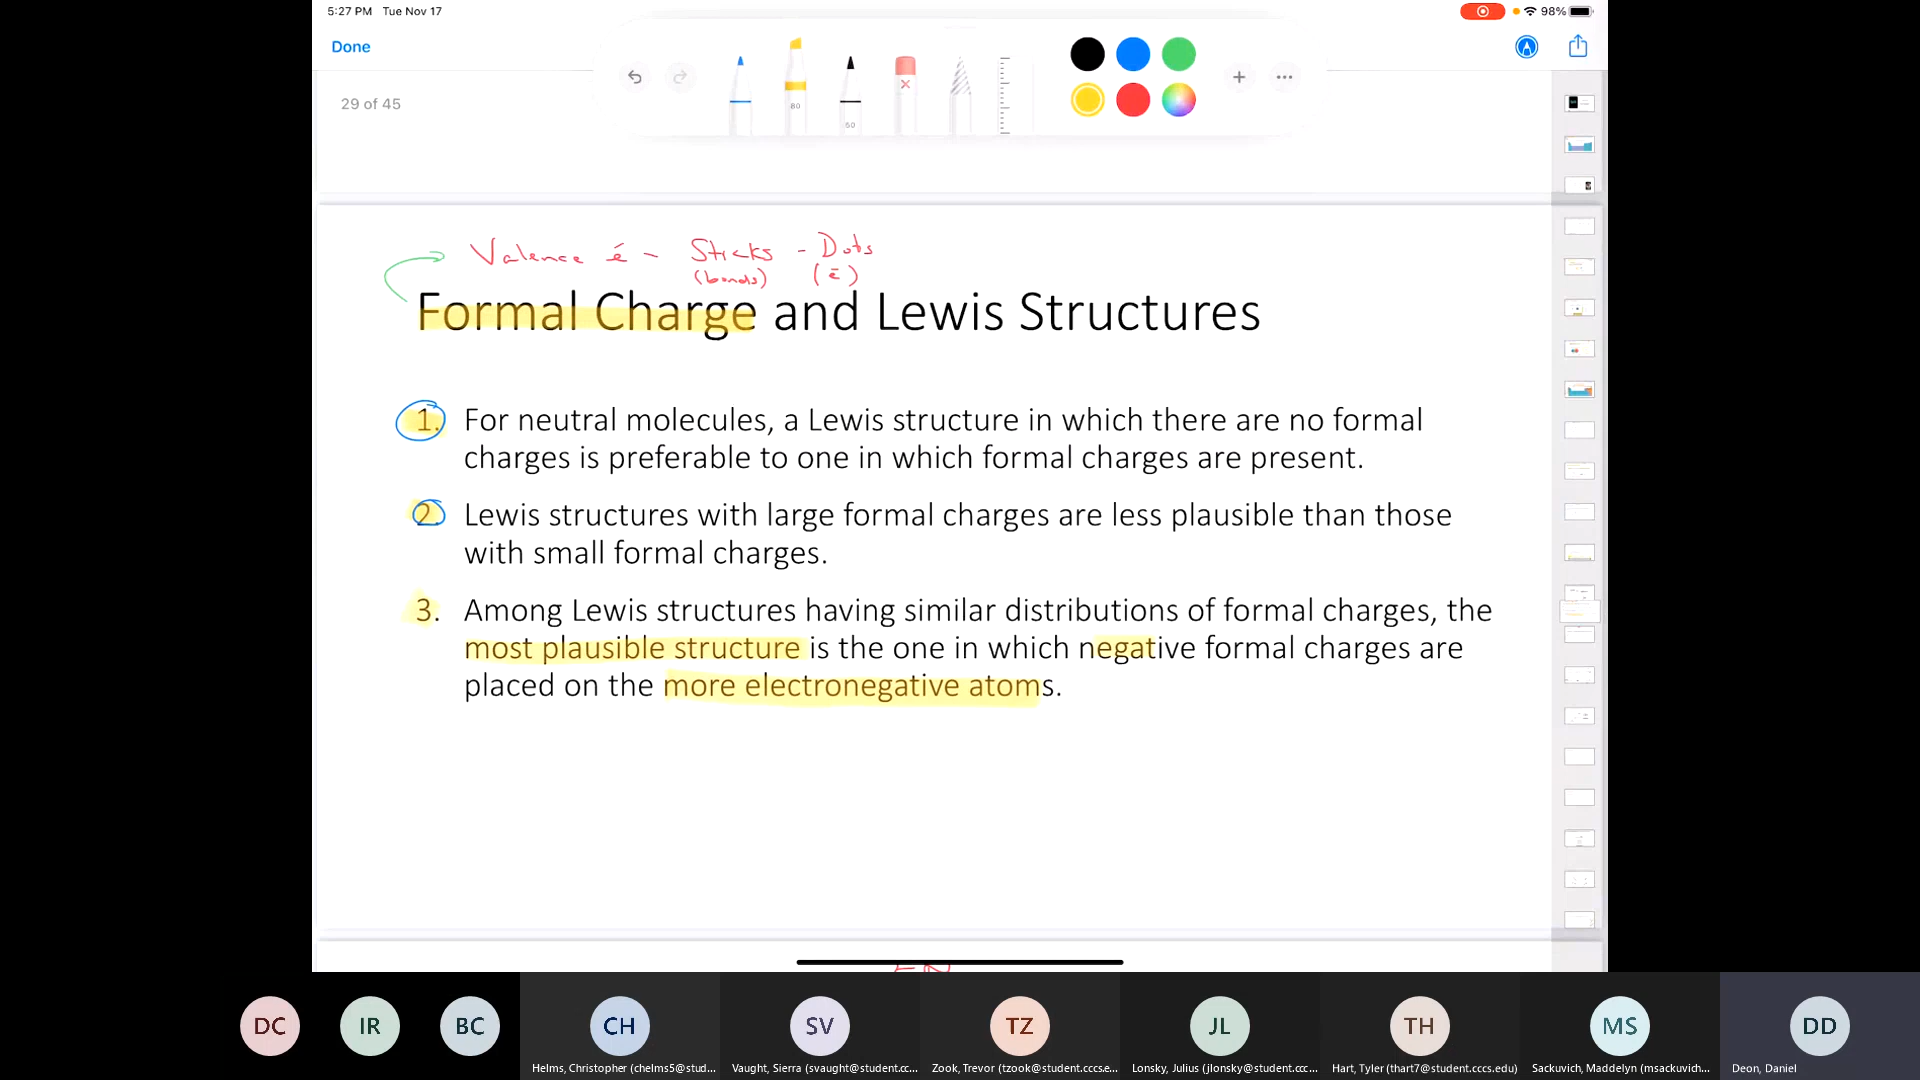 5:27 PM Tue Nov 17
98%
Done
80
60
29 of 45
Valence é – Sticks – Dots
(bonds) (ē)
Formal Charge and Lewis Structures
1. For neutral molecules, a Lewis structure in which there are no formal
charges is preferable to one in which formal charges are present.
2. Lewis structures with large formal charges are less plausible than those
with small formal charges.
3. Among Lewis structures having similar distributions of formal charges, the
most plausible structure is the one in which negative formal charges are
placed on the more electronegative atoms.
DC IR BC CH SV TZ JL TH MS DD
Helms, Christopher (chelms5@stud... Vaught, Sierra (svaught@student.cc... Zook, Trevor (tzook@student.cccs.e... Lonsky, Julius (jlonsky@student.ccc... Hart, Tyler (thart7@student.cccs.edu) Sackuvich, Maddelyn (msackuvich... Deon, Daniel